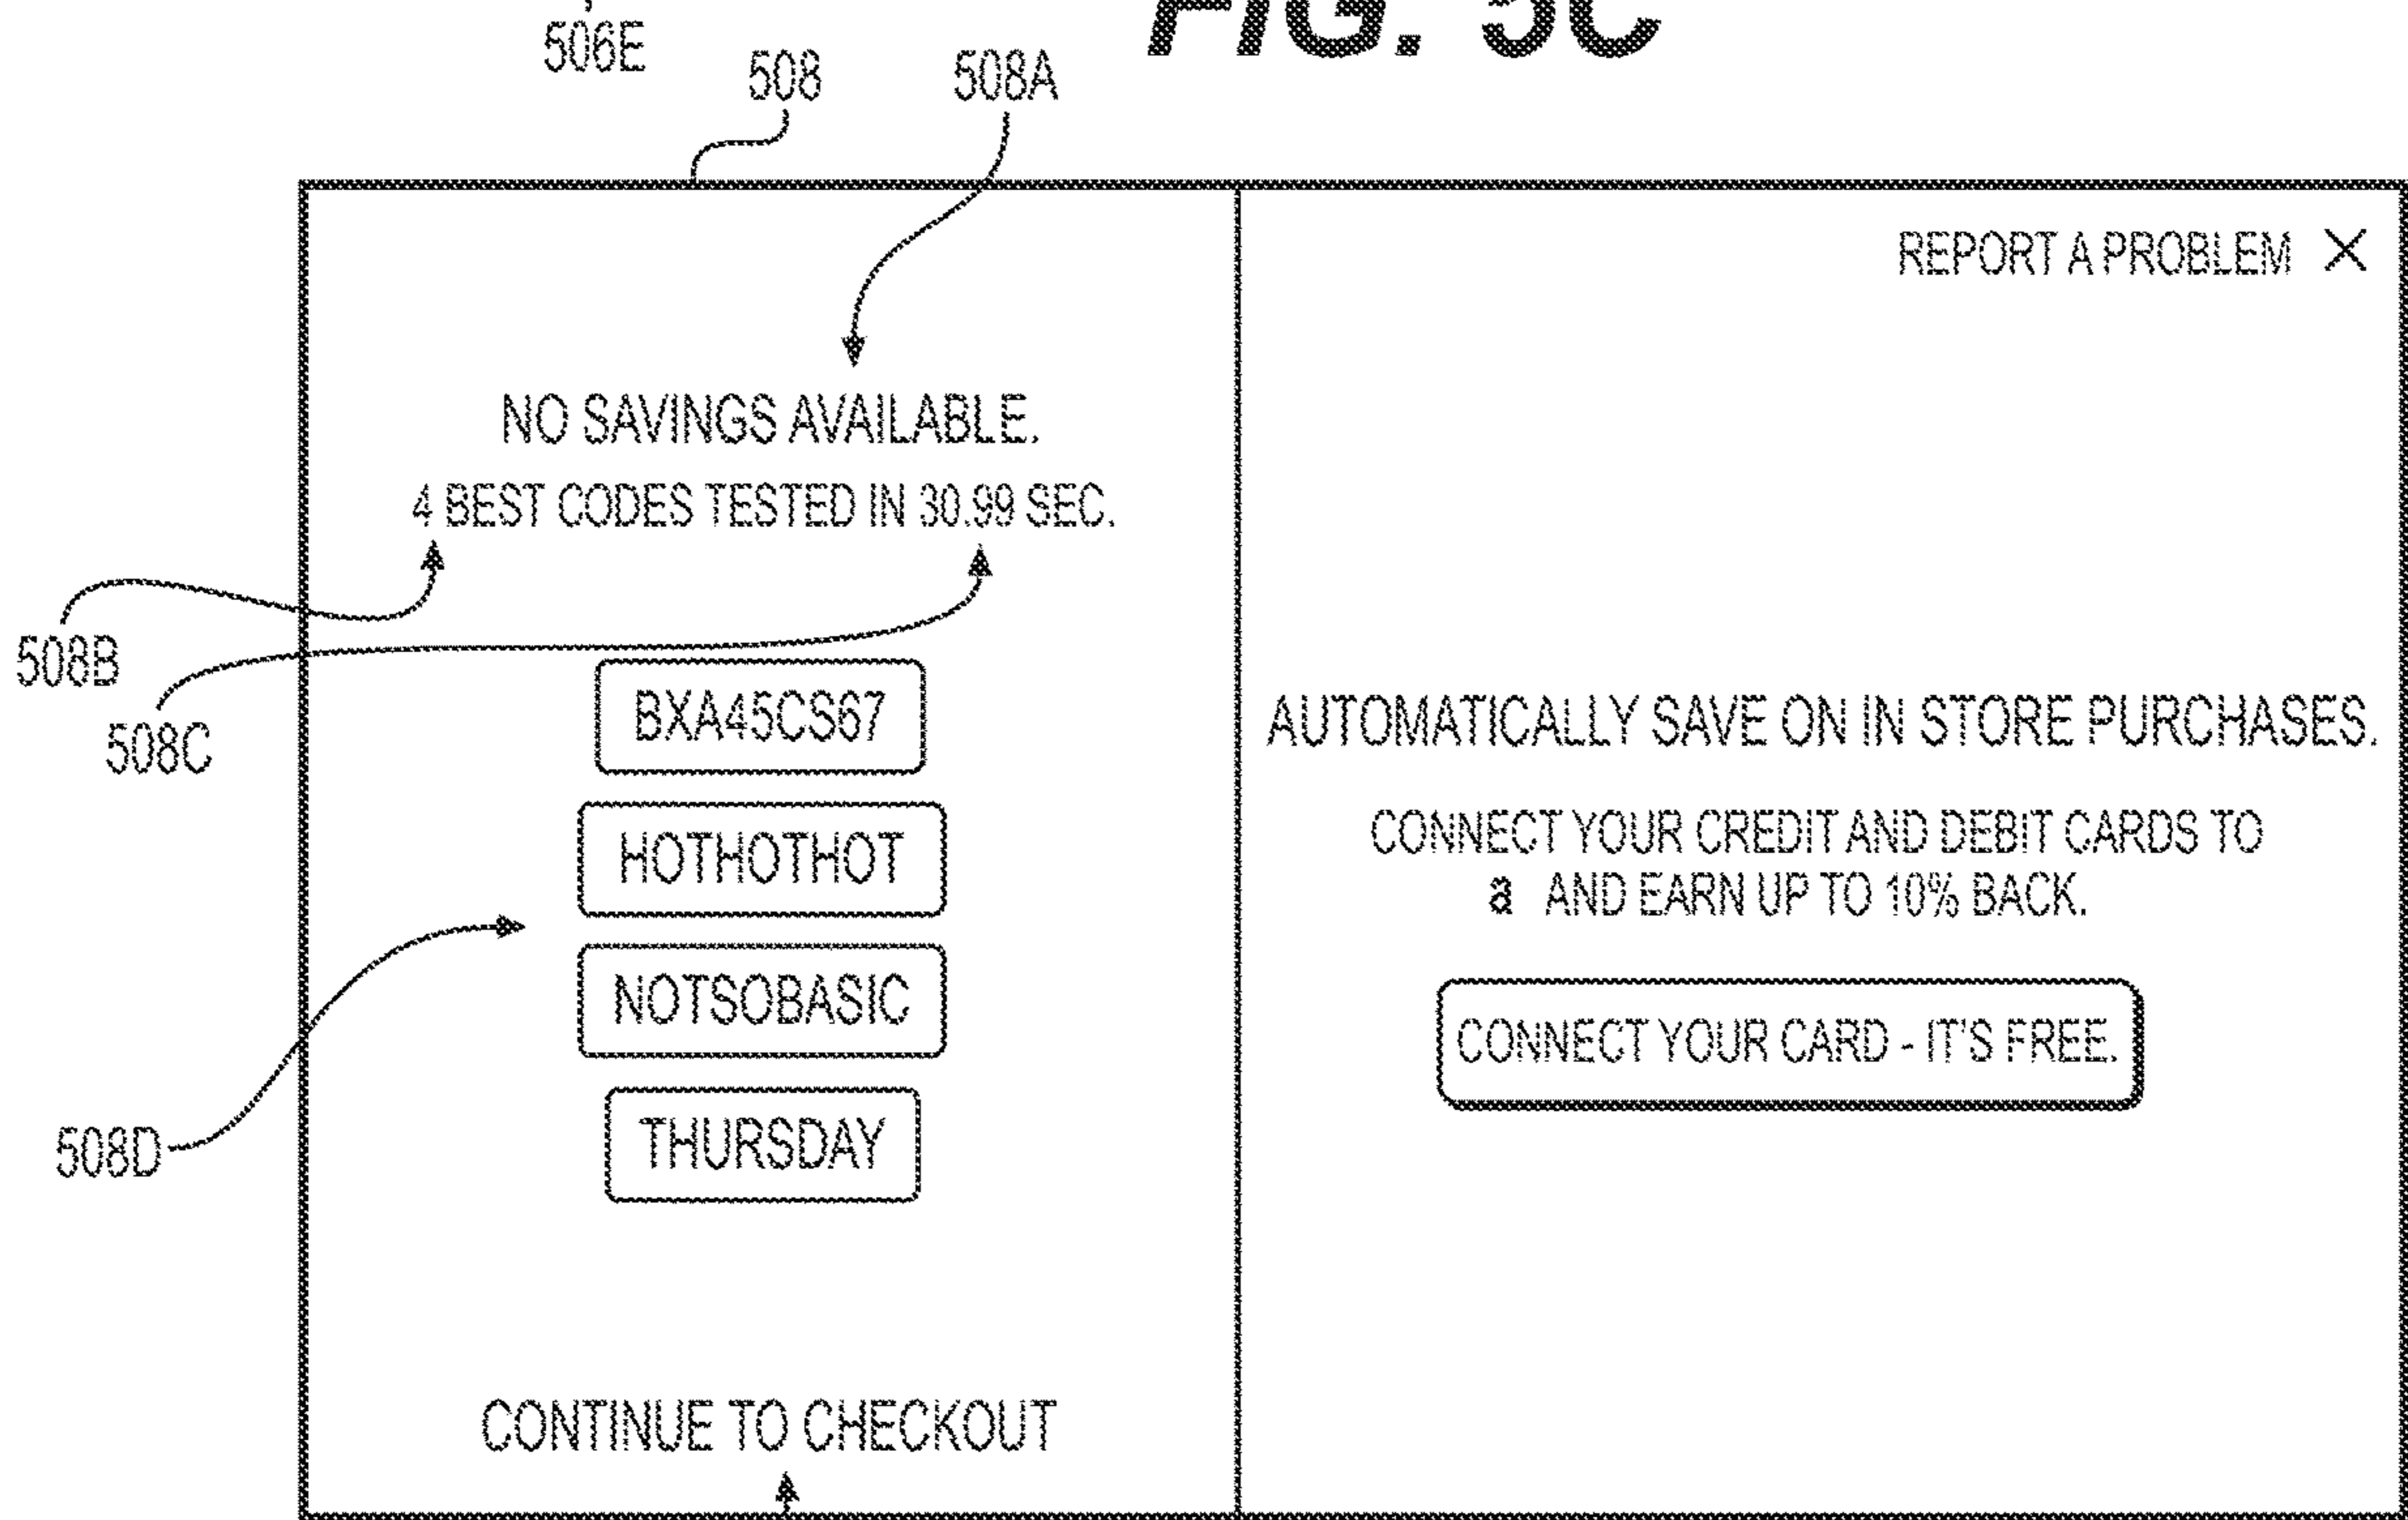 FIG. 5C
506E
508
508A
REPORT A PROBLEM X
NO SAVINGS AVAILABLE.
4 BEST CODES TESTED IN 30.99 SEC.
508B
508C
BXA45CS67
HOTHOTHOT
NOTSOBASIC
THURSDAY
508D
CONTINUE TO CHECKOUT
AUTOMATICALLY SAVE ON IN STORE PURCHASES.
CONNECT YOUR CREDIT AND DEBIT CARDS TO
a AND EARN UP TO 10% BACK.
CONNECT YOUR CARD - IT'S FREE.